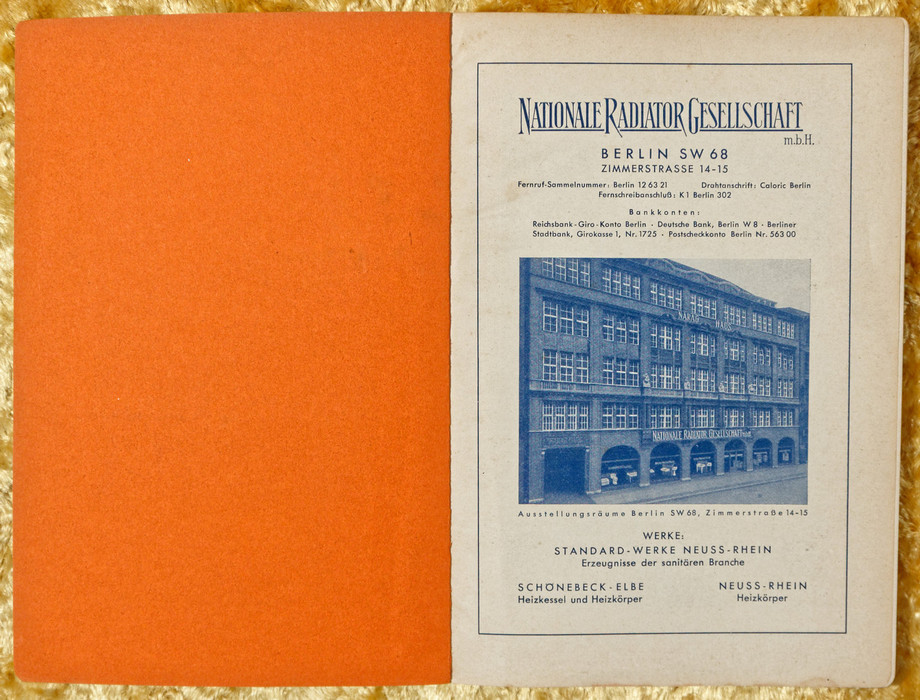 NATIONALE RADIATOR GESELLSCHAFT
m.b.H.
BERLIN SW 68
ZIMMERSTRASSE 14-15
Fernruf-Sammelnummer: Berlin 12 63 21 Drahtanschrift: Caloric Berlin
Fernschreibanschluß: K1 Berlin 302
Bankkonten:
Reichsbank-Giro-Konto Berlin · Deutsche Bank, Berlin W 8 · Berliner
Stadtbank, Girokasse 1, Nr. 1725 · Postscheckkonto Berlin Nr. 563 00
NARAG HAUS
NATIONALE RADIATOR GESELLSCHAFT
Ausstellungsräume Berlin SW 68, Zimmerstraße 14-15
WERKE:
STANDARD-WERKE NEUSS-RHEIN
Erzeugnisse der sanitären Branche
SCHÖNEBECK-ELBE NEUSS-RHEIN
Heizkessel und Heizkörper Heizkörper